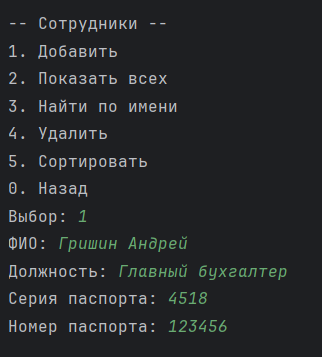 -- Сотрудники --
1. Добавить
2. Показать всех
3. Найти по имени
4. Удалить
5. Сортировать
0. Назад
Выбор: 1
ФИО: Гришин Андрей
Должность: Главный бухгалтер
Серия паспорта: 4518
Номер паспорта: 123456